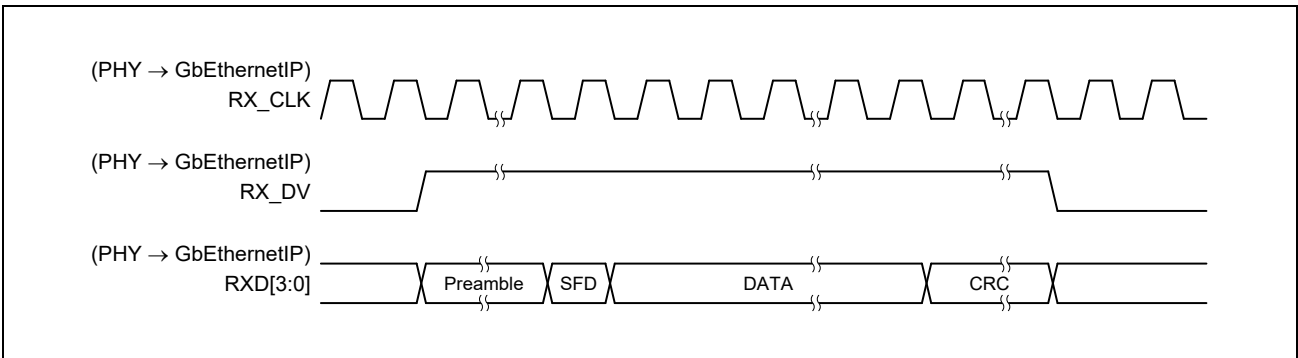 (PHY → GbEthernetIP)
RX_CLK
(PHY → GbEthernetIP)
RX_DV
(PHY → GbEthernetIP)
RXD[3:0]
Preamble SFD DATA CRC